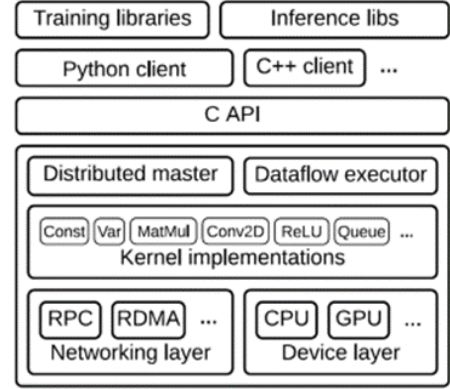 Training libraries Inference libs
Python client C++ client ...
C API
Distributed master Dataflow executor
Const Var MatMul Conv2D ReLU Queue ...
Kernel implementations
RPC RDMA ... CPU GPU ...
Networking layer Device layer